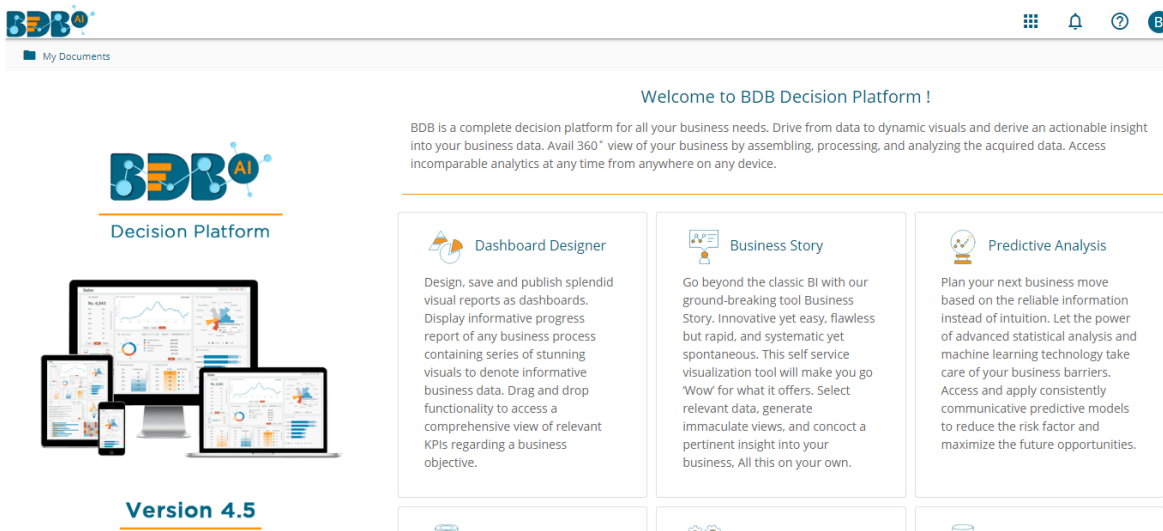 BDB AI
B
My Documents
Welcome to BDB Decision Platform !
BDB is a complete decision platform for all your business needs. Drive from data to dynamic visuals and derive an actionable insight
into your business data. Avail 360˚ view of your business by assembling, processing, and analyzing the acquired data. Access
incomparable analytics at any time from anywhere on any device.
BDB AI
Decision Platform
Version 4.5
Dashboard Designer
Design, save and publish splendid
visual reports as dashboards.
Display informative progress
report of any business process
containing series of stunning
visuals to denote informative
business data. Drag and drop
functionality to access a
comprehensive view of relevant
KPIs regarding a business
objective.
Business Story
Go beyond the classic BI with our
ground-breaking tool Business
Story. Innovative yet easy, flawless
but rapid, and systematic yet
spontaneous. This self service
visualization tool will make you go
‘Wow’ for what it offers. Select
relevant data, generate
immaculate views, and concoct a
pertinent insight into your
business, All this on your own.
Predictive Analysis
Plan your next business move
based on the reliable information
instead of intuition. Let the power
of advanced statistical analysis and
machine learning technology take
care of your business barriers.
Access and apply consistently
communicative predictive models
to reduce the risk factor and
maximize the future opportunities.